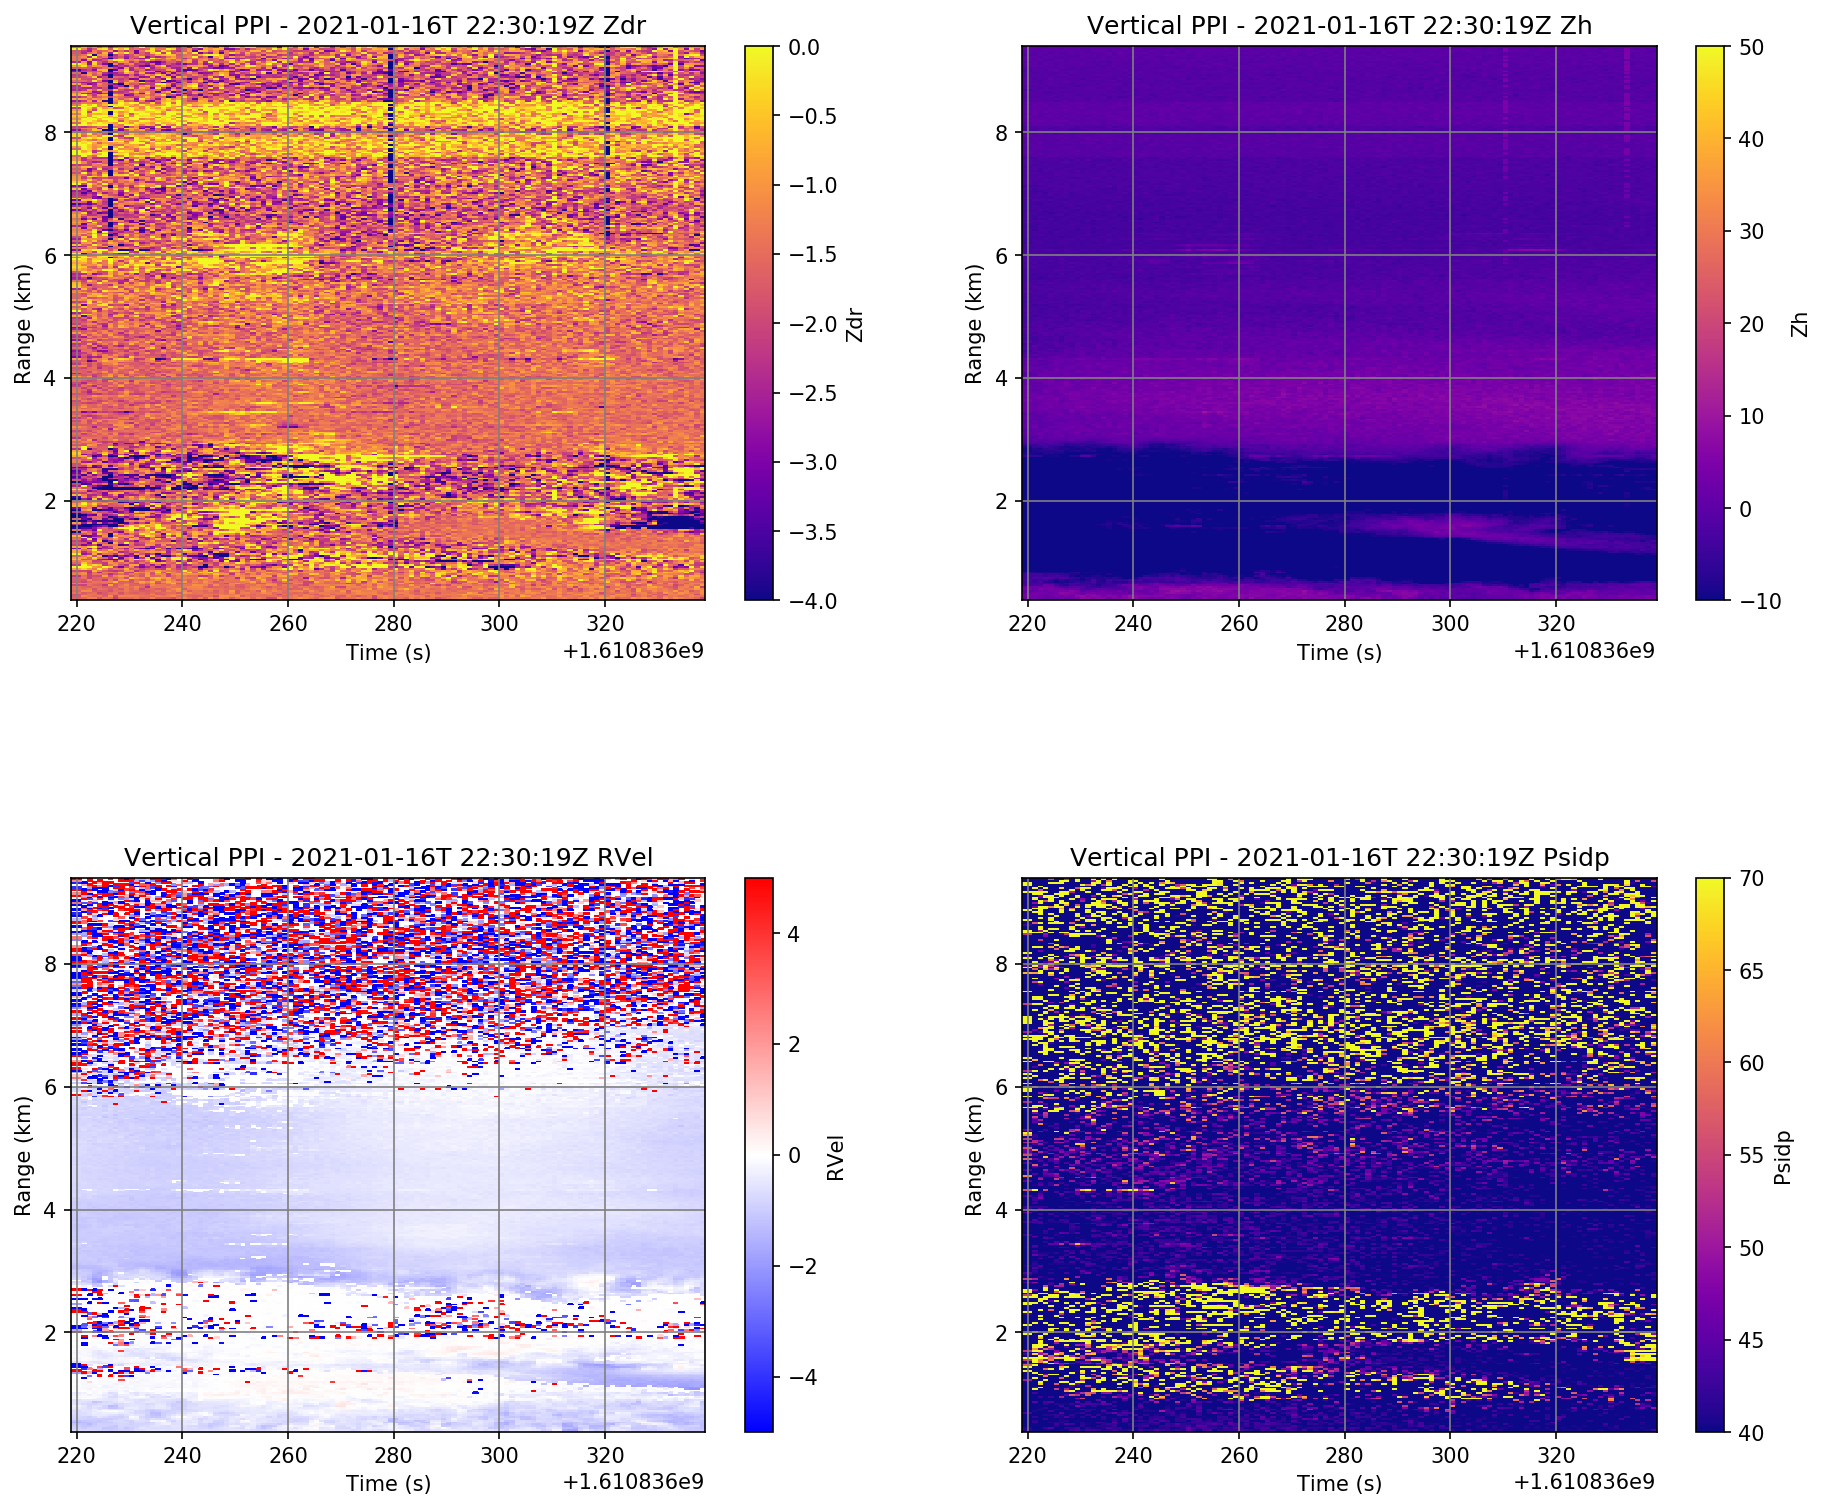 Vertical PPI - 2021-01-16T 22:30:19Z Zdr
Range (km)
8
6
4
2
220 240 260 280 300 320
Time (s)
+1.610836e9
0.0
−0.5
−1.0
−1.5
−2.0
−2.5
−3.0
−3.5
−4.0
Zdr
Vertical PPI - 2021-01-16T 22:30:19Z Zh
Range (km)
8
6
4
2
220 240 260 280 300 320
Time (s)
+1.610836e9
50
40
30
20
10
0
−10
Zh
Vertical PPI - 2021-01-16T 22:30:19Z RVel
Range (km)
8
6
4
2
220 240 260 280 300 320
Time (s)
+1.610836e9
4
2
0
−2
−4
RVel
Vertical PPI - 2021-01-16T 22:30:19Z Psidp
Range (km)
8
6
4
2
220 240 260 280 300 320
Time (s)
+1.610836e9
70
65
60
55
50
45
40
Psidp